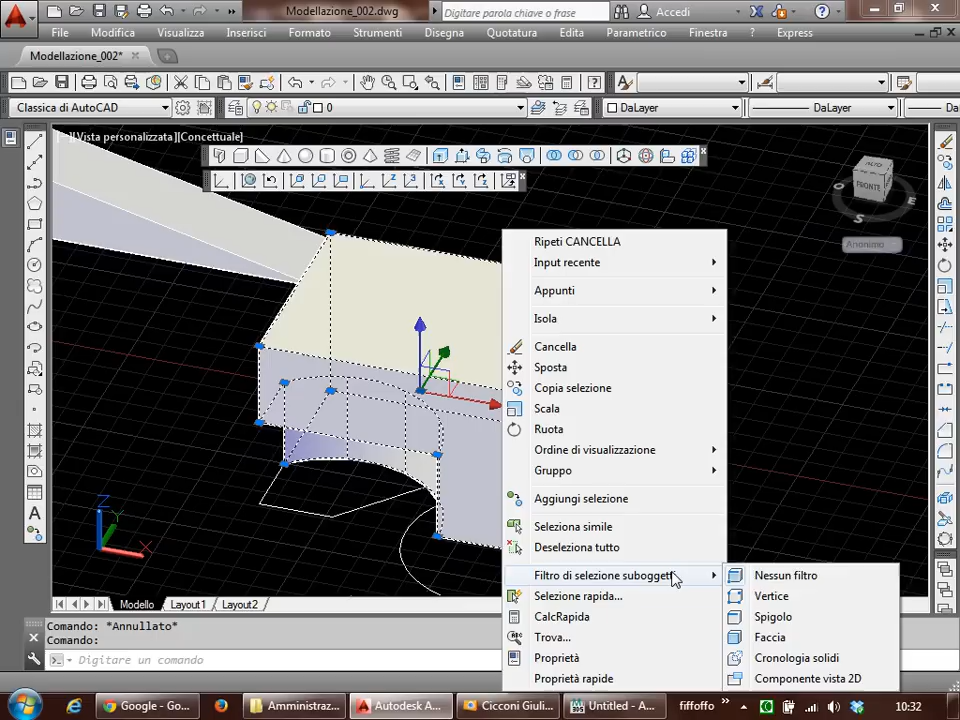 Modellazione_002.dwg
Digitare parola chiave o frase
Accedi
File Modifica Visualizza Inserisci Formato Strumenti Disegna Quotatura Edita Parametrico Finestra ? Express
Modellazione_002*
Classica di AutoCAD
0
DaLayer
DaLayer
Da
][Vista personalizzata][Concettuale]
ALTO
FRONTE
O
E
S
Anonimo
Ripeti CANCELLA
Input recente
Appunti
Isola
Cancella
Sposta
Copia selezione
Scala
Ruota
Ordine di visualizzazione
Gruppo
Aggiungi selezione
Seleziona simile
Deseleziona tutto
Filtro di selezione suboggetti
Selezione rapida...
CalcRapida
Trova...
Proprietà
Proprietà rapide
Nessun filtro
Vertice
Spigolo
Faccia
Cronologia solidi
Componente vista 2D
Z
Y
X
Modello Layout1 Layout2
Comando: *Annullato*
Comando:
Digitare un comando
Google - Go...
Amministraz...
Autodesk A...
Cicconi Giuli...
Untitled - A...
fiffoffo
10:32